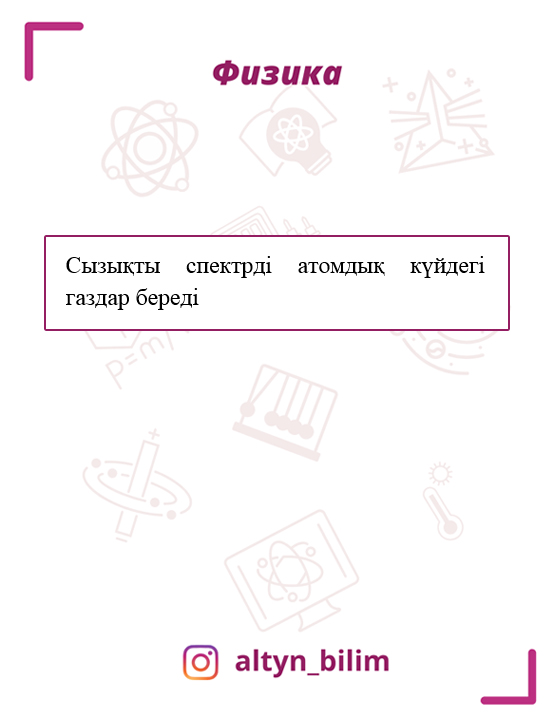 Физика
Сызықты спектрді атомдық күйдегі
газдар береді
p=m/
altyn_bilim